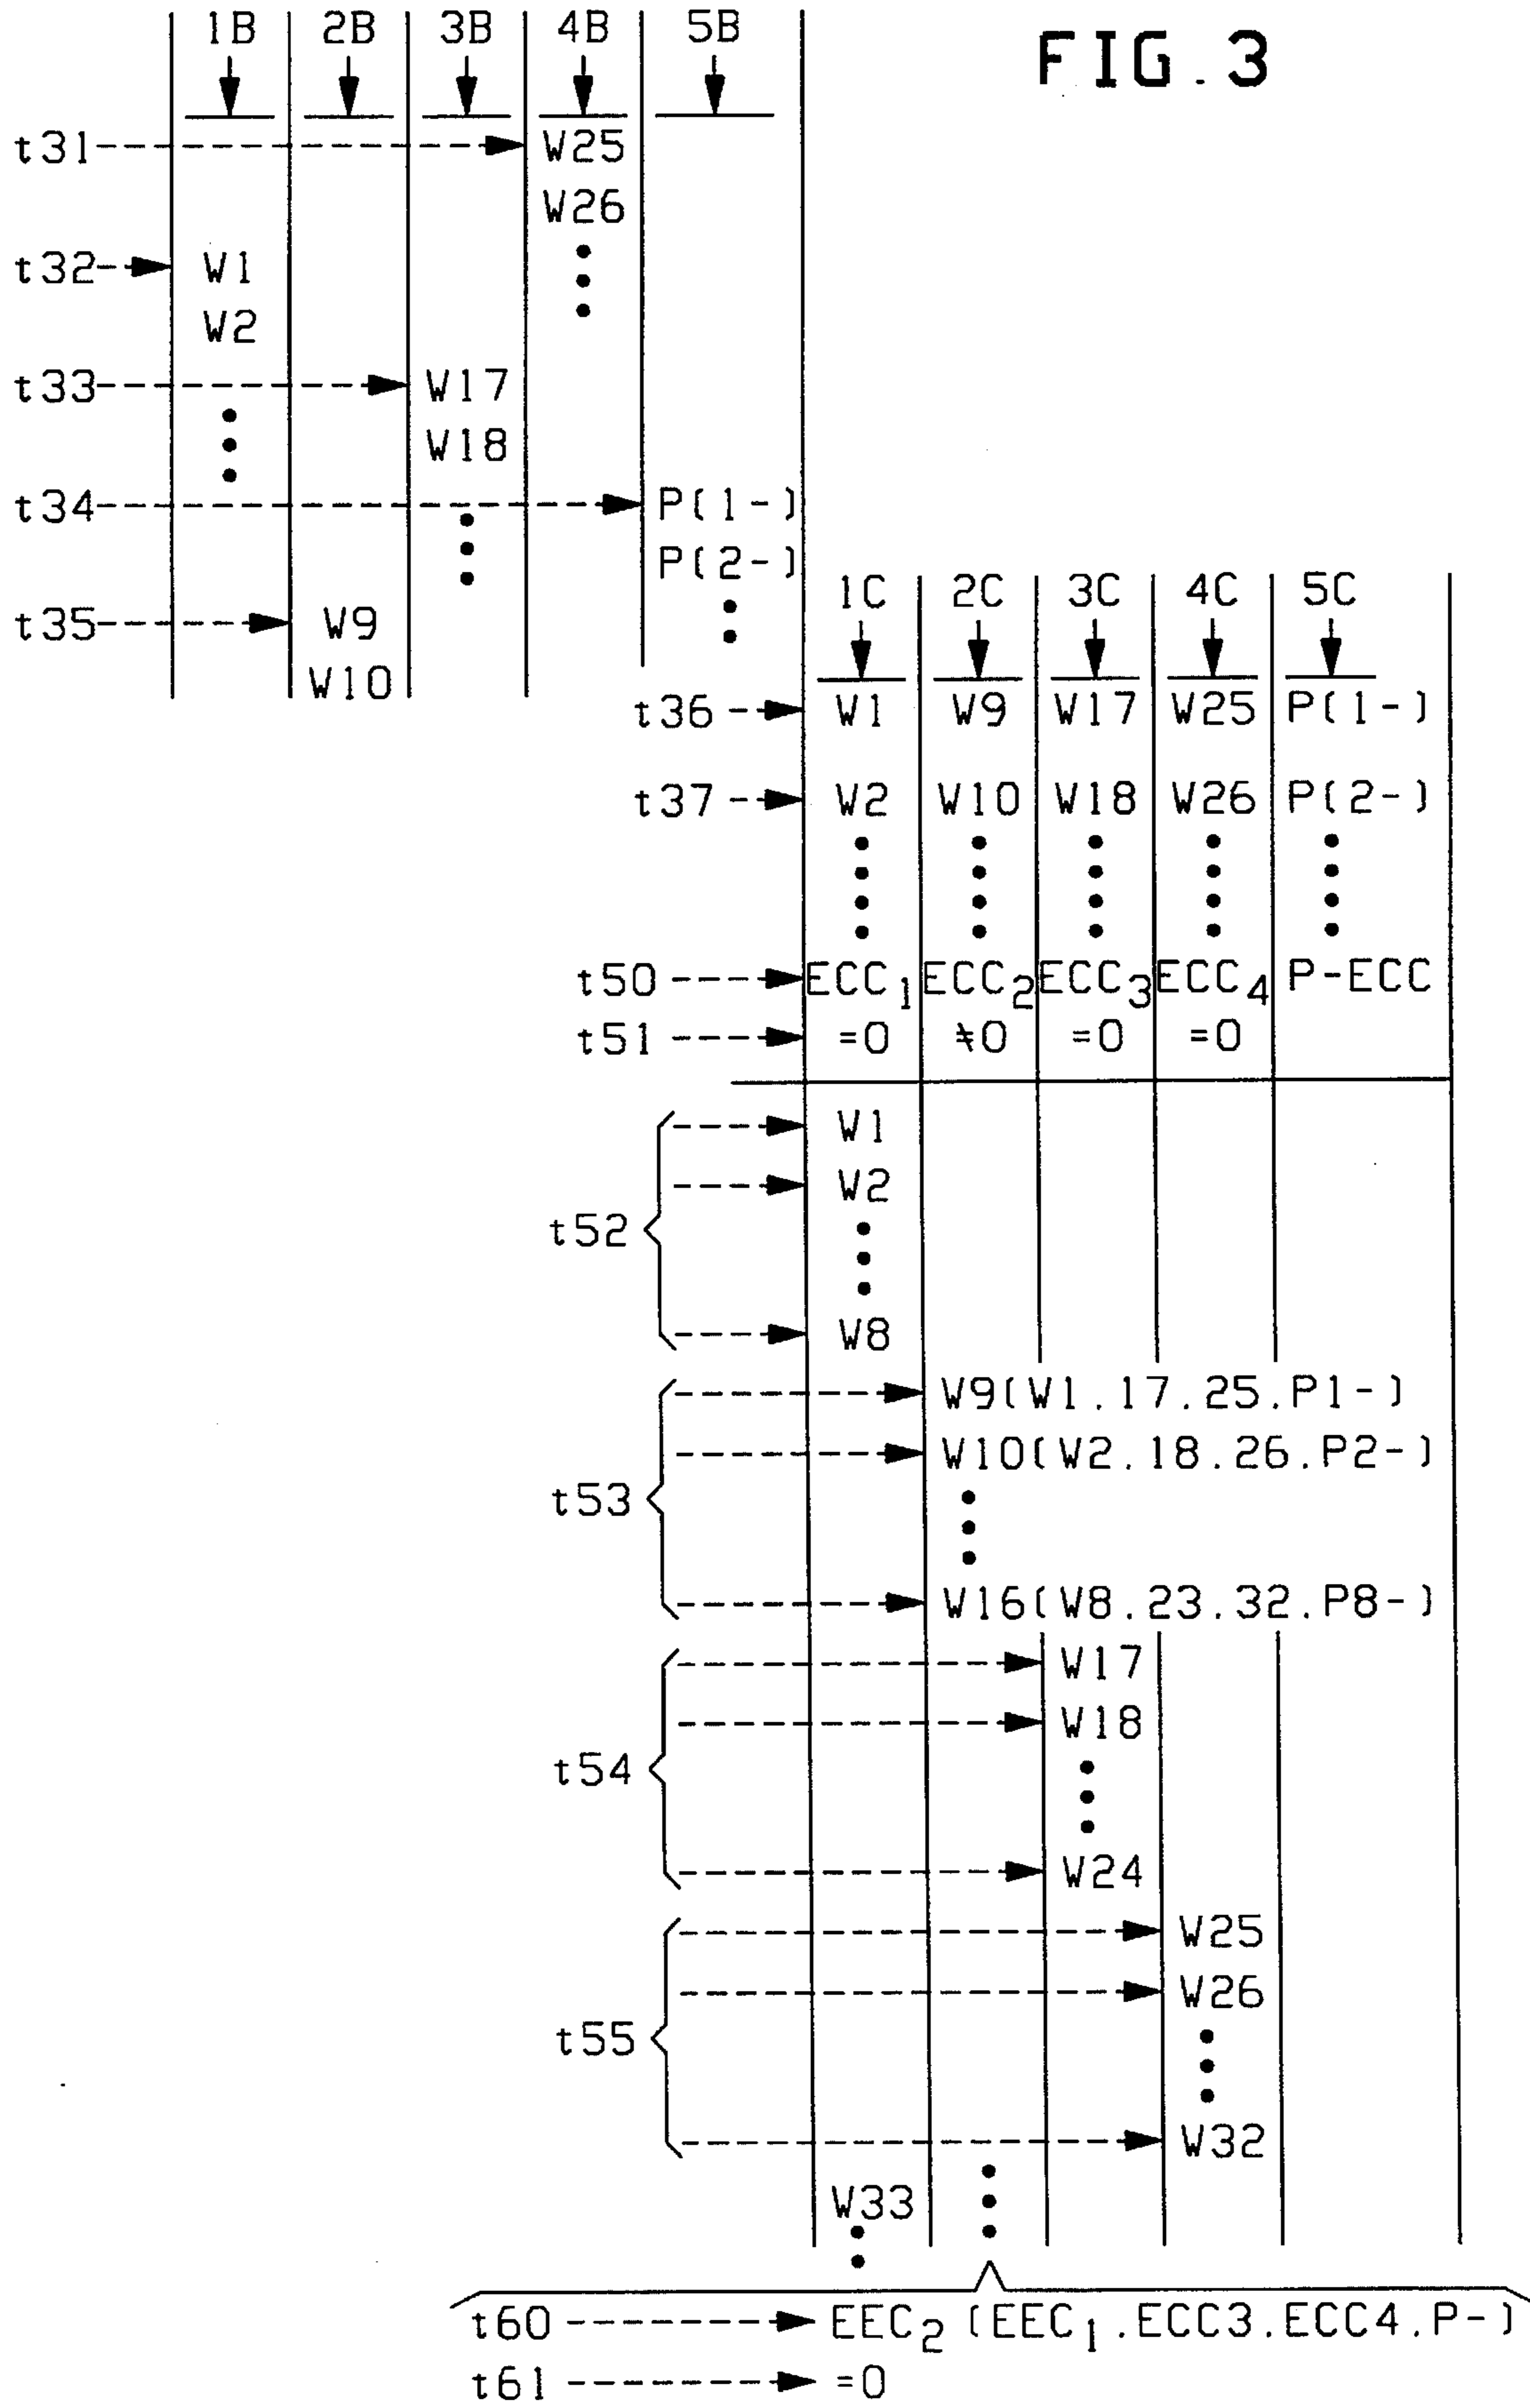 1B 2B 3B 4B 5B
FIG. 3
t31 W25
W26
t32 W1
W2
t33 W17
W18
t34 P(1-)
P(2-)
t35 W9
W10
1C 2C 3C 4C 5C
t36 W1 W9 W17 W25 P(1-)
t37 W2 W10 W18 W26 P(2-)
t50 ECC1 ECC2 ECC3 ECC4 P-ECC
t51 =0 ≠0 =0 =0
W1
W2
t52
W8
W9(W1.17.25.P1-)
W10(W2.18.26.P2-)
t53
W16(W8.23.32.P8-)
W17
W18
t54
W24
W25
W26
t55
W32
W33
t60 EEC2 (EEC1.ECC3.ECC4.P-)
t61 =0